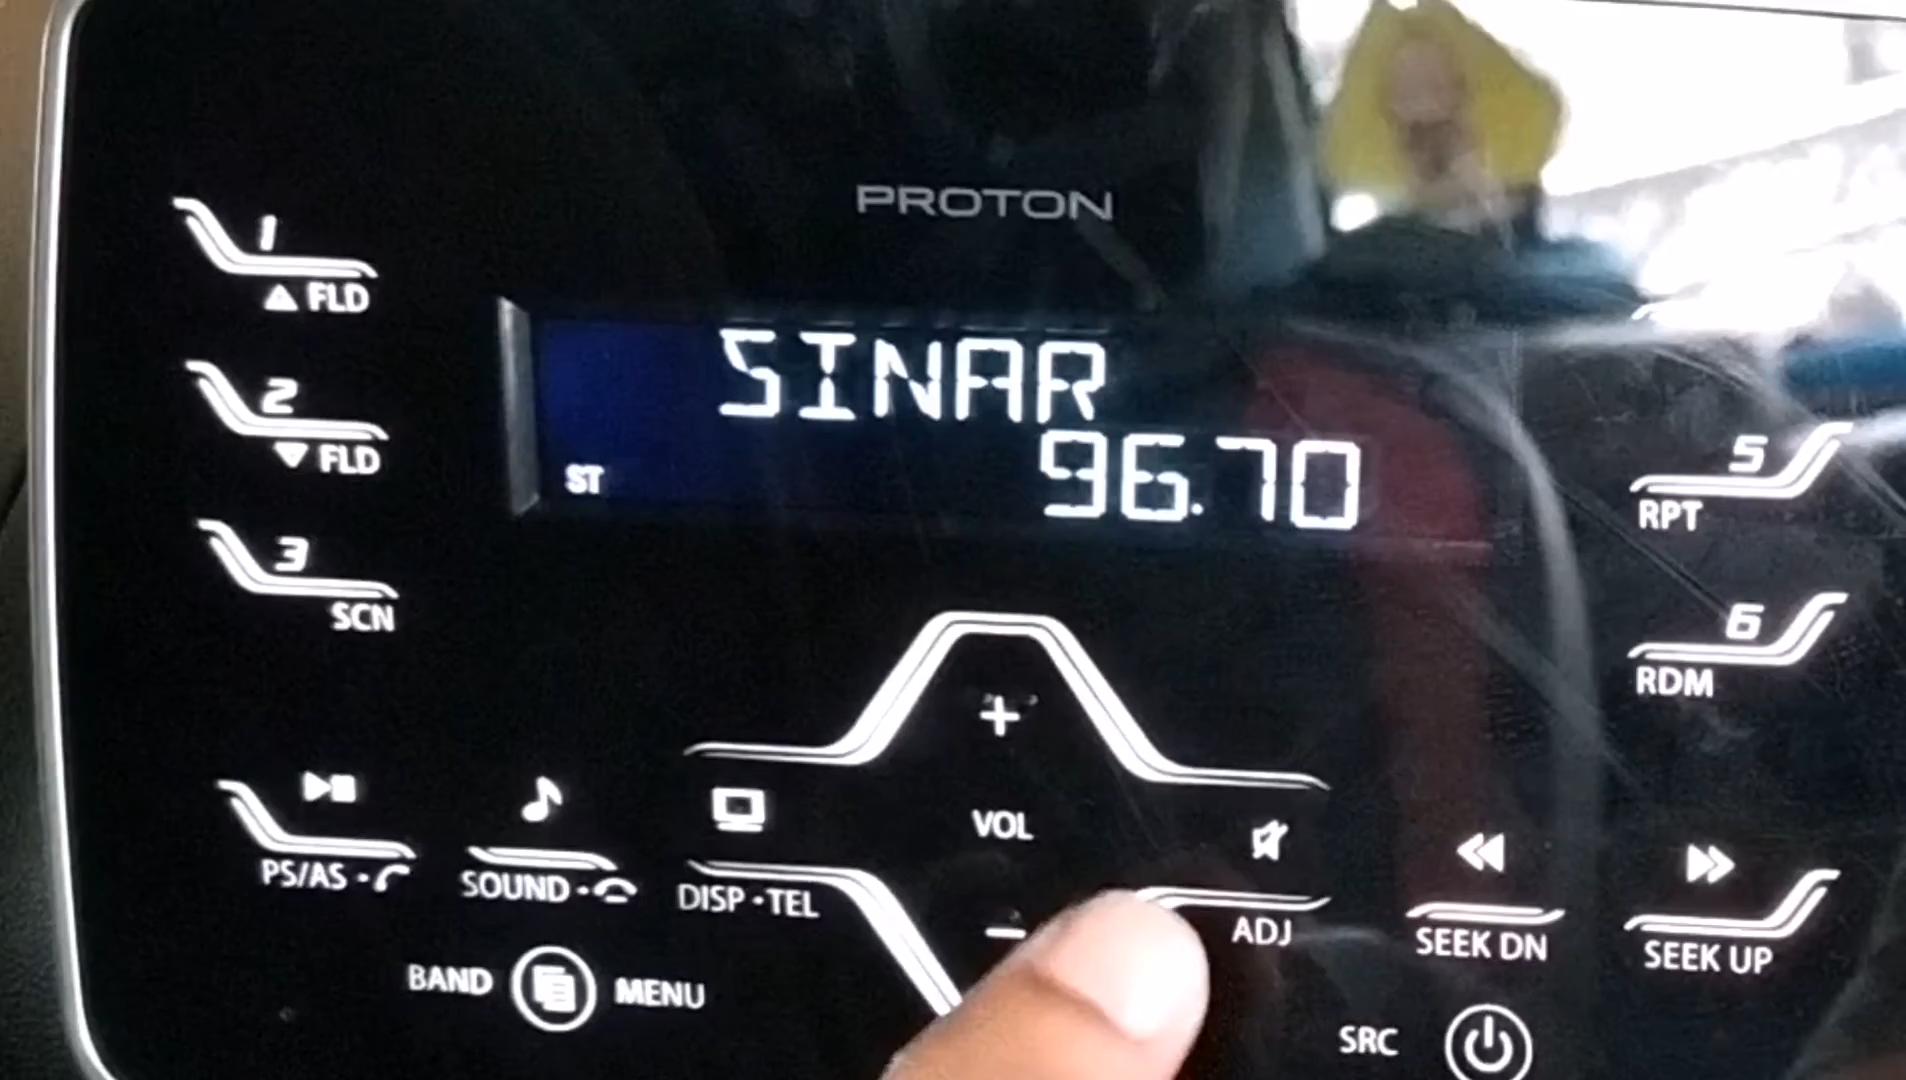 PROTON
1
FLD
SINAR
96.70
ST
2
FLD
5
RPT
3
SCN
6
RDM
+
VOL
-
PS/AS -
SOUND -
DISP - TEL
ADJ
SEEK DN
SEEK UP
BAND
MENU
SRC